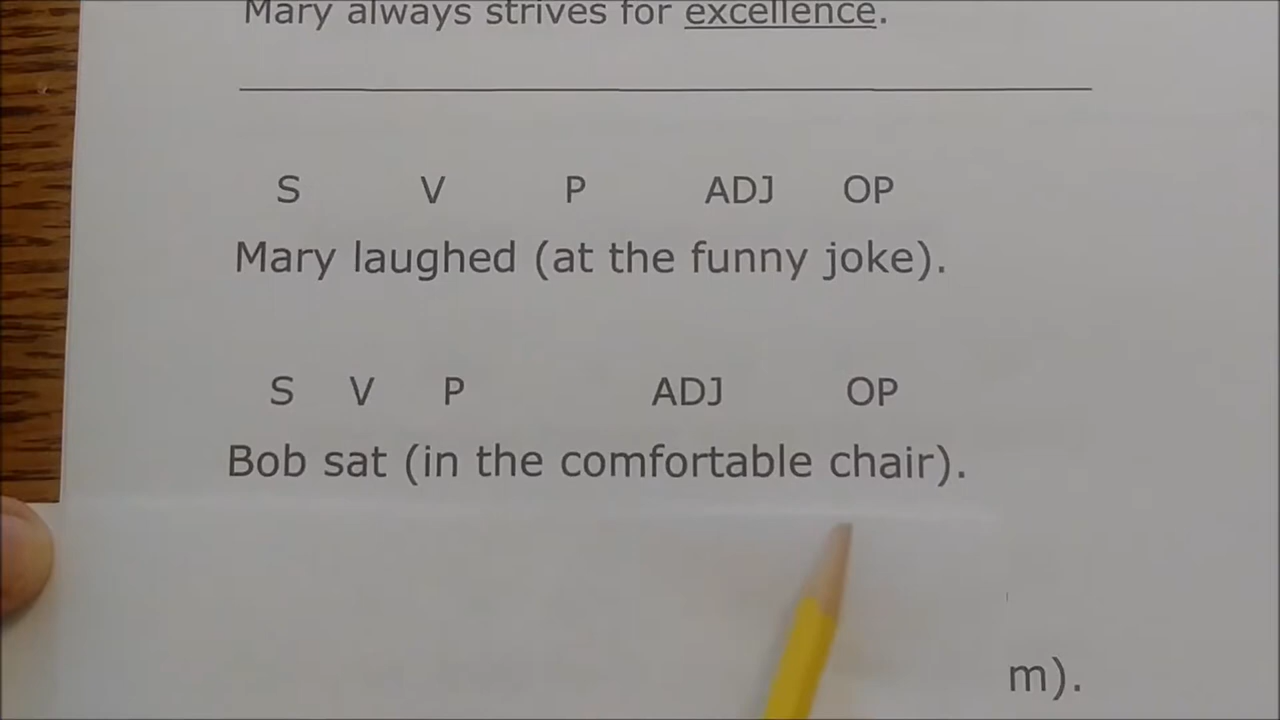 Mary always strives for excellence.
S V P ADJ OP
Mary laughed (at the funny joke).
S V P ADJ OP
Bob sat (in the comfortable chair).
m).